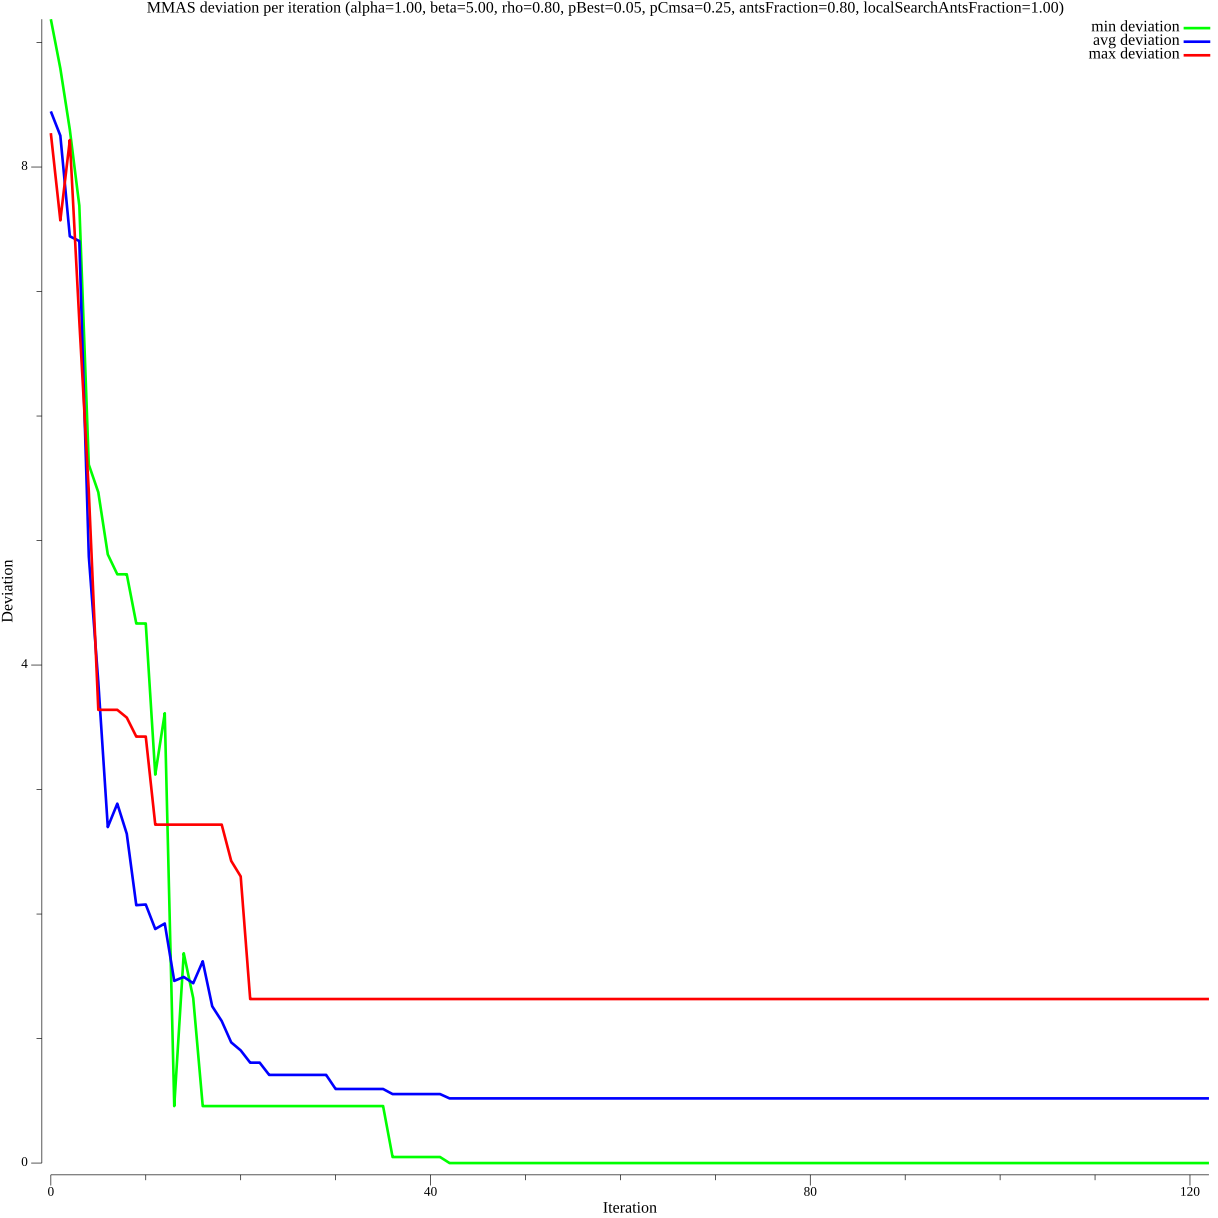 MMAS deviation per iteration (alpha=1.00, beta=5.00, rho=0.80, pBest=0.05, pCmsa=0.25, antsFraction=0.80, localSearchAntsFraction=1.00)
min deviation
avg deviation
max deviation
8
4
0
Deviation
0
40
80
120
Iteration